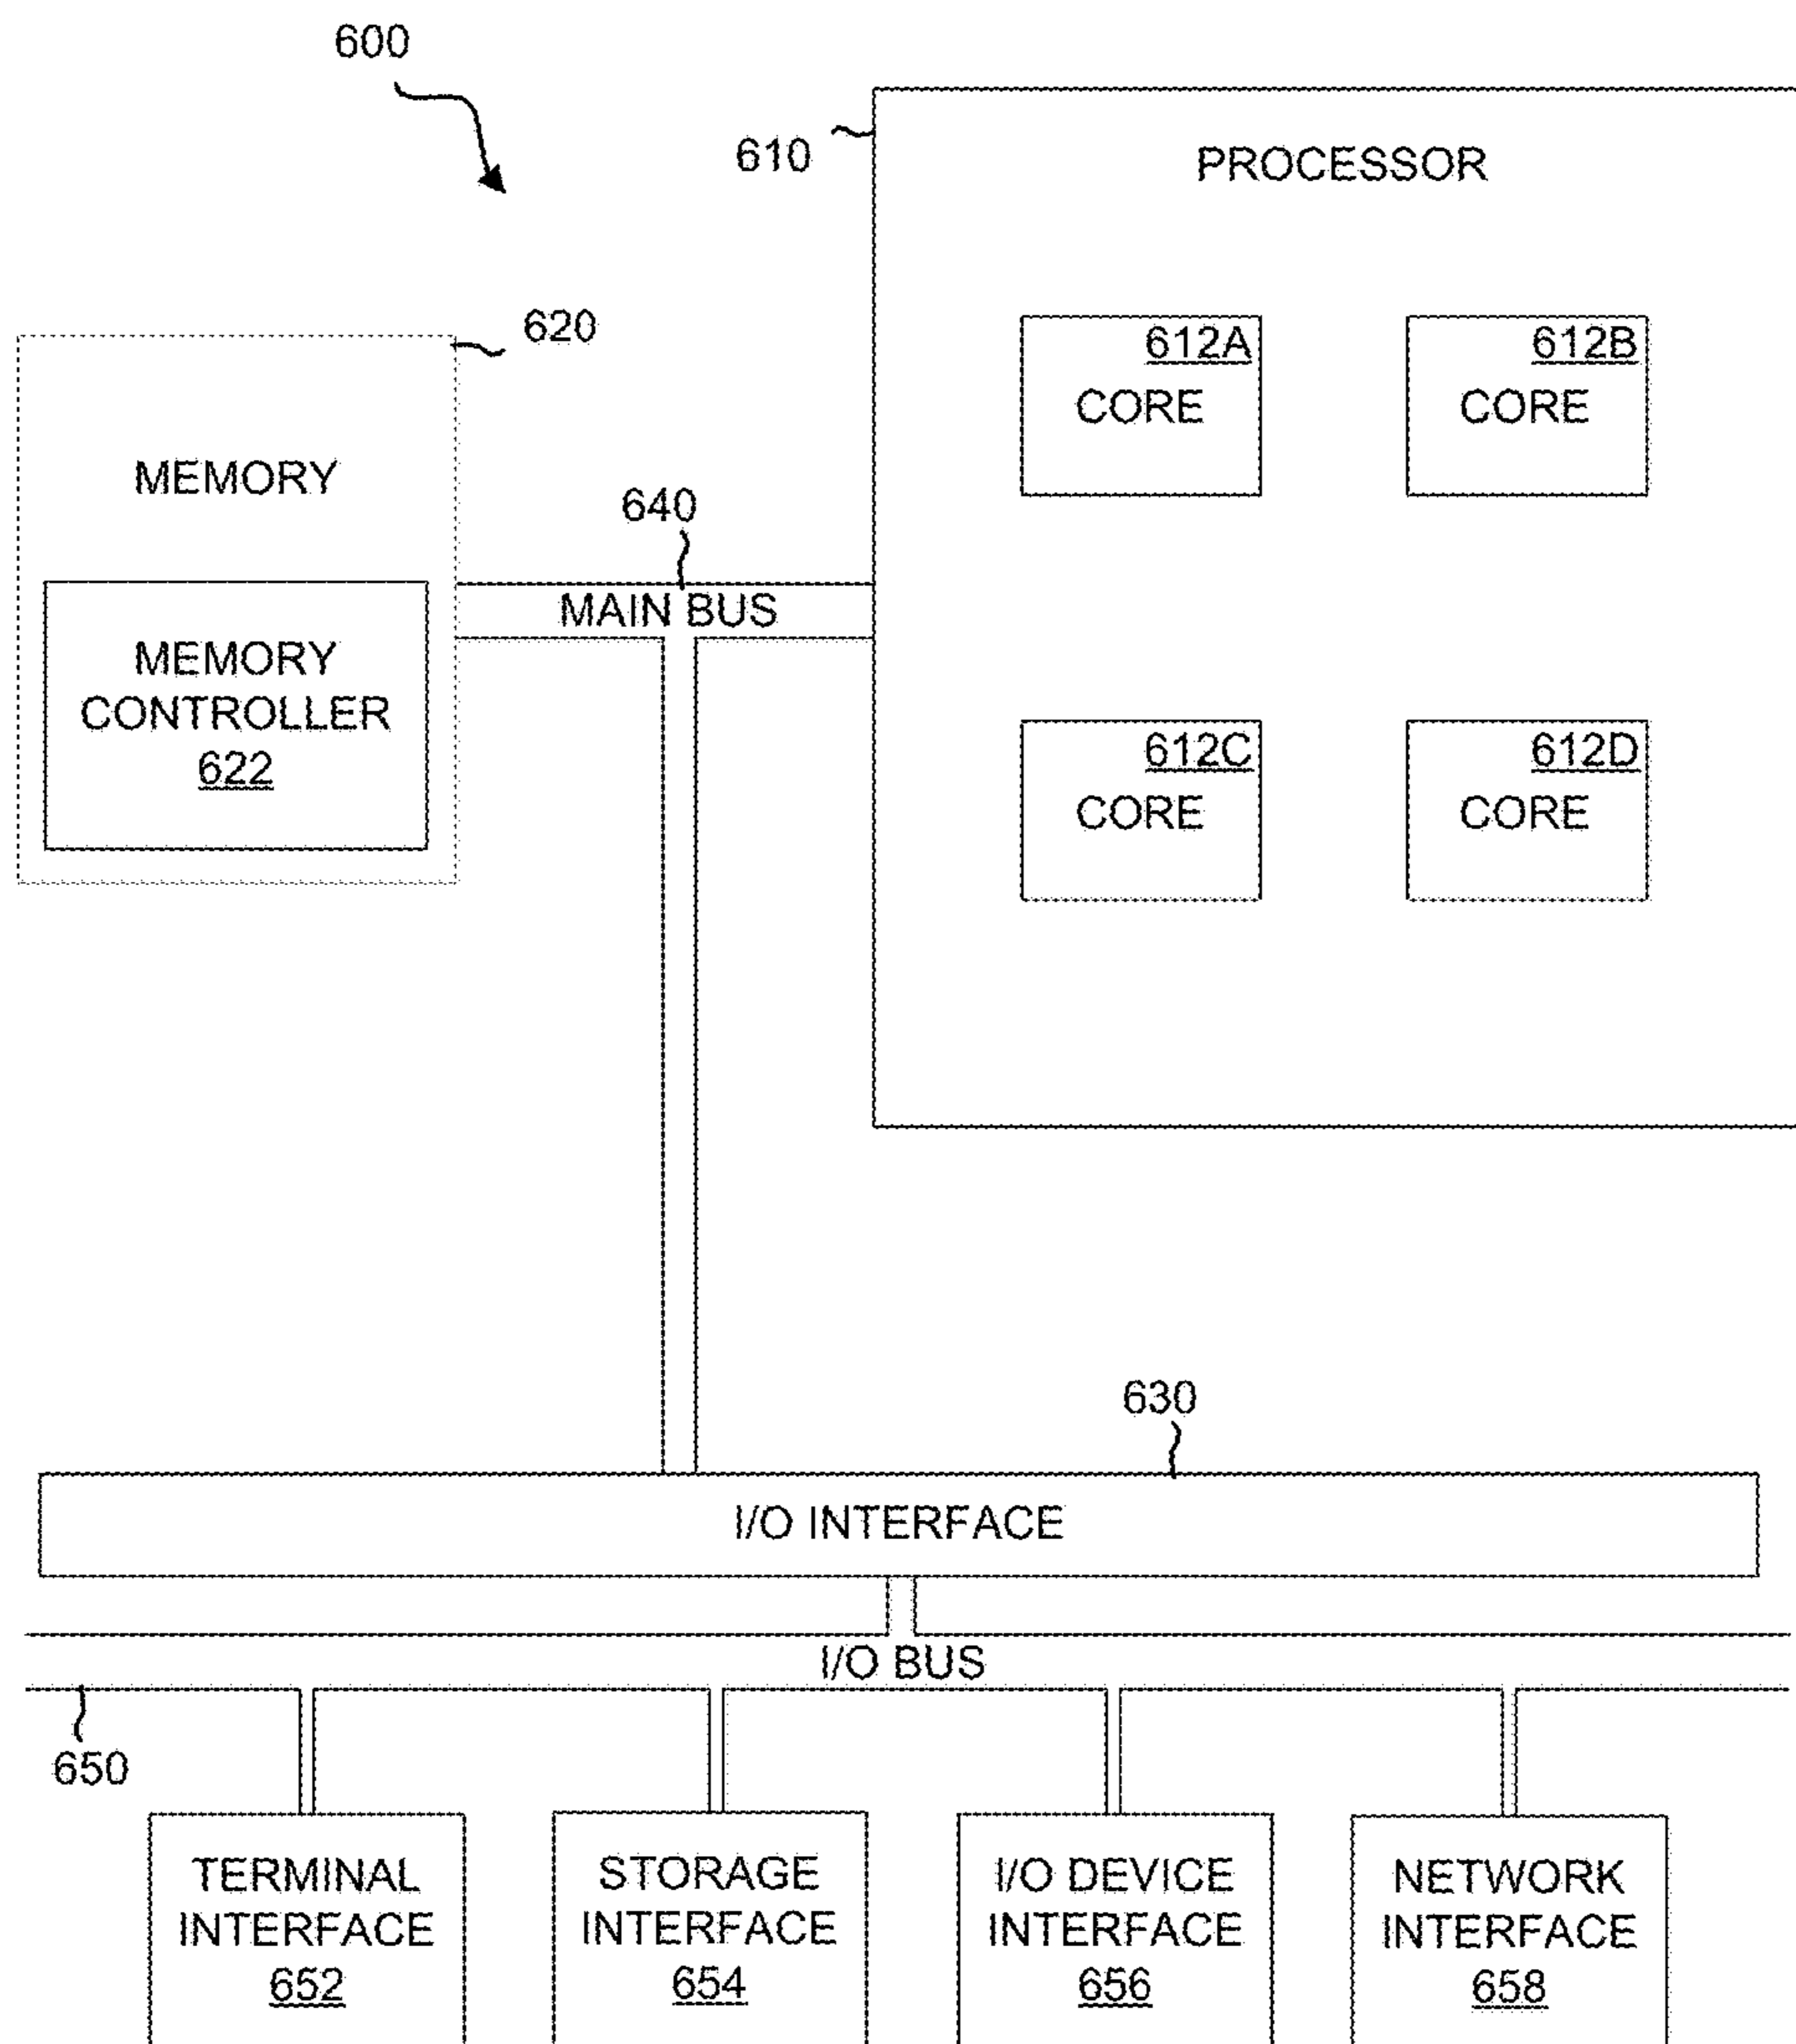 600
610
PROCESSOR
620
612A
CORE
612B
CORE
MEMORY
640
MAIN BUS
MEMORY
CONTROLLER
622
612C
CORE
612D
CORE
630
I/O INTERFACE
I/O BUS
650
TERMINAL
INTERFACE
652
STORAGE
INTERFACE
654
I/O DEVICE
INTERFACE
656
NETWORK
INTERFACE
658